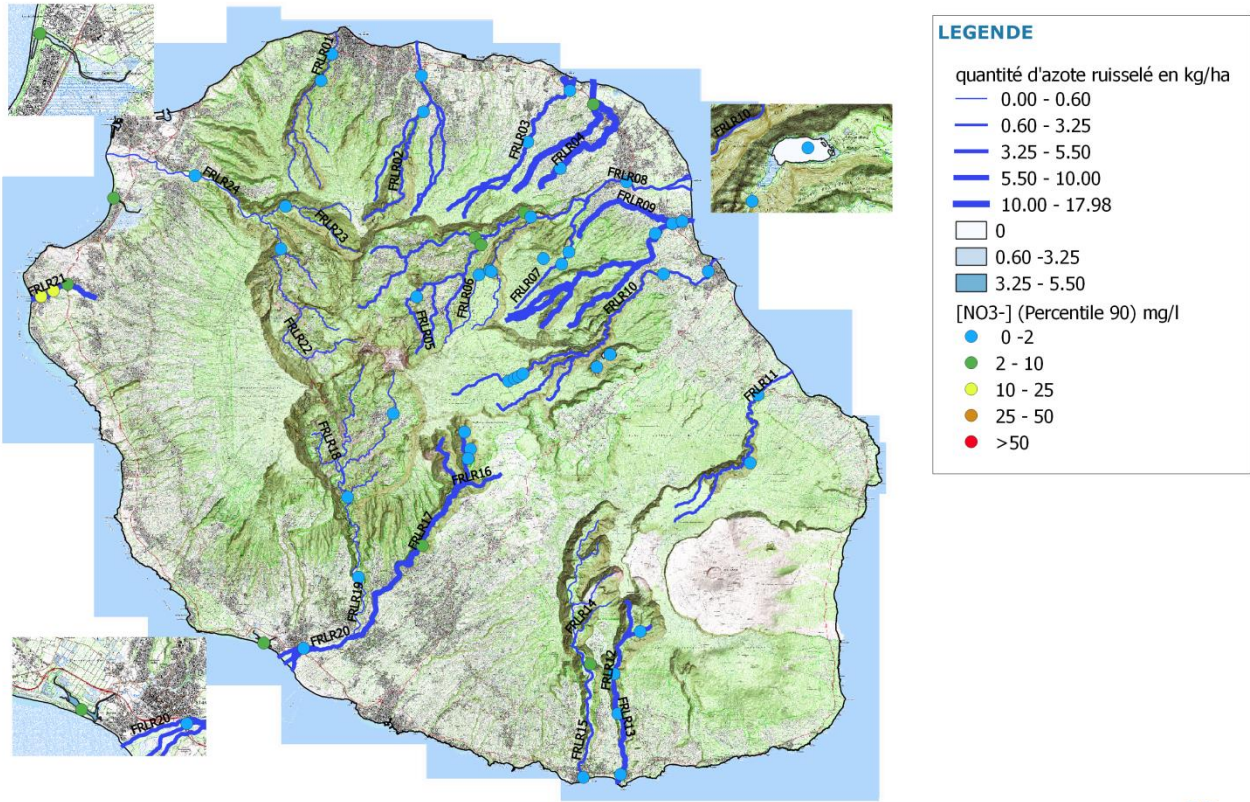 LEGENDE
quantité d'azote ruisselé en kg/ha
0.00 - 0.60
0.60 - 3.25
3.25 - 5.50
5.50 - 10.00
10.00 - 17.98
0
0.60 -3.25
3.25 - 5.50
[NO3-] (Percentile 90) mg/l
0 -2
2 - 10
10 - 25
25 - 50
>50
FRLR01
FRLR02
FRLR03
FRLR04
FRLR10
FRLR24
FRLR23
FRLR08
FRLR09
FRLR21
FRLR22
FRLR05
FRLR06
FRLR07
FRLR10
FRLR11
FRLR18
FRLR16
FRLR17
FRLR19
FRLR20
FRLR14
FRLR12
FRLR15
FRLR13
FRLR20